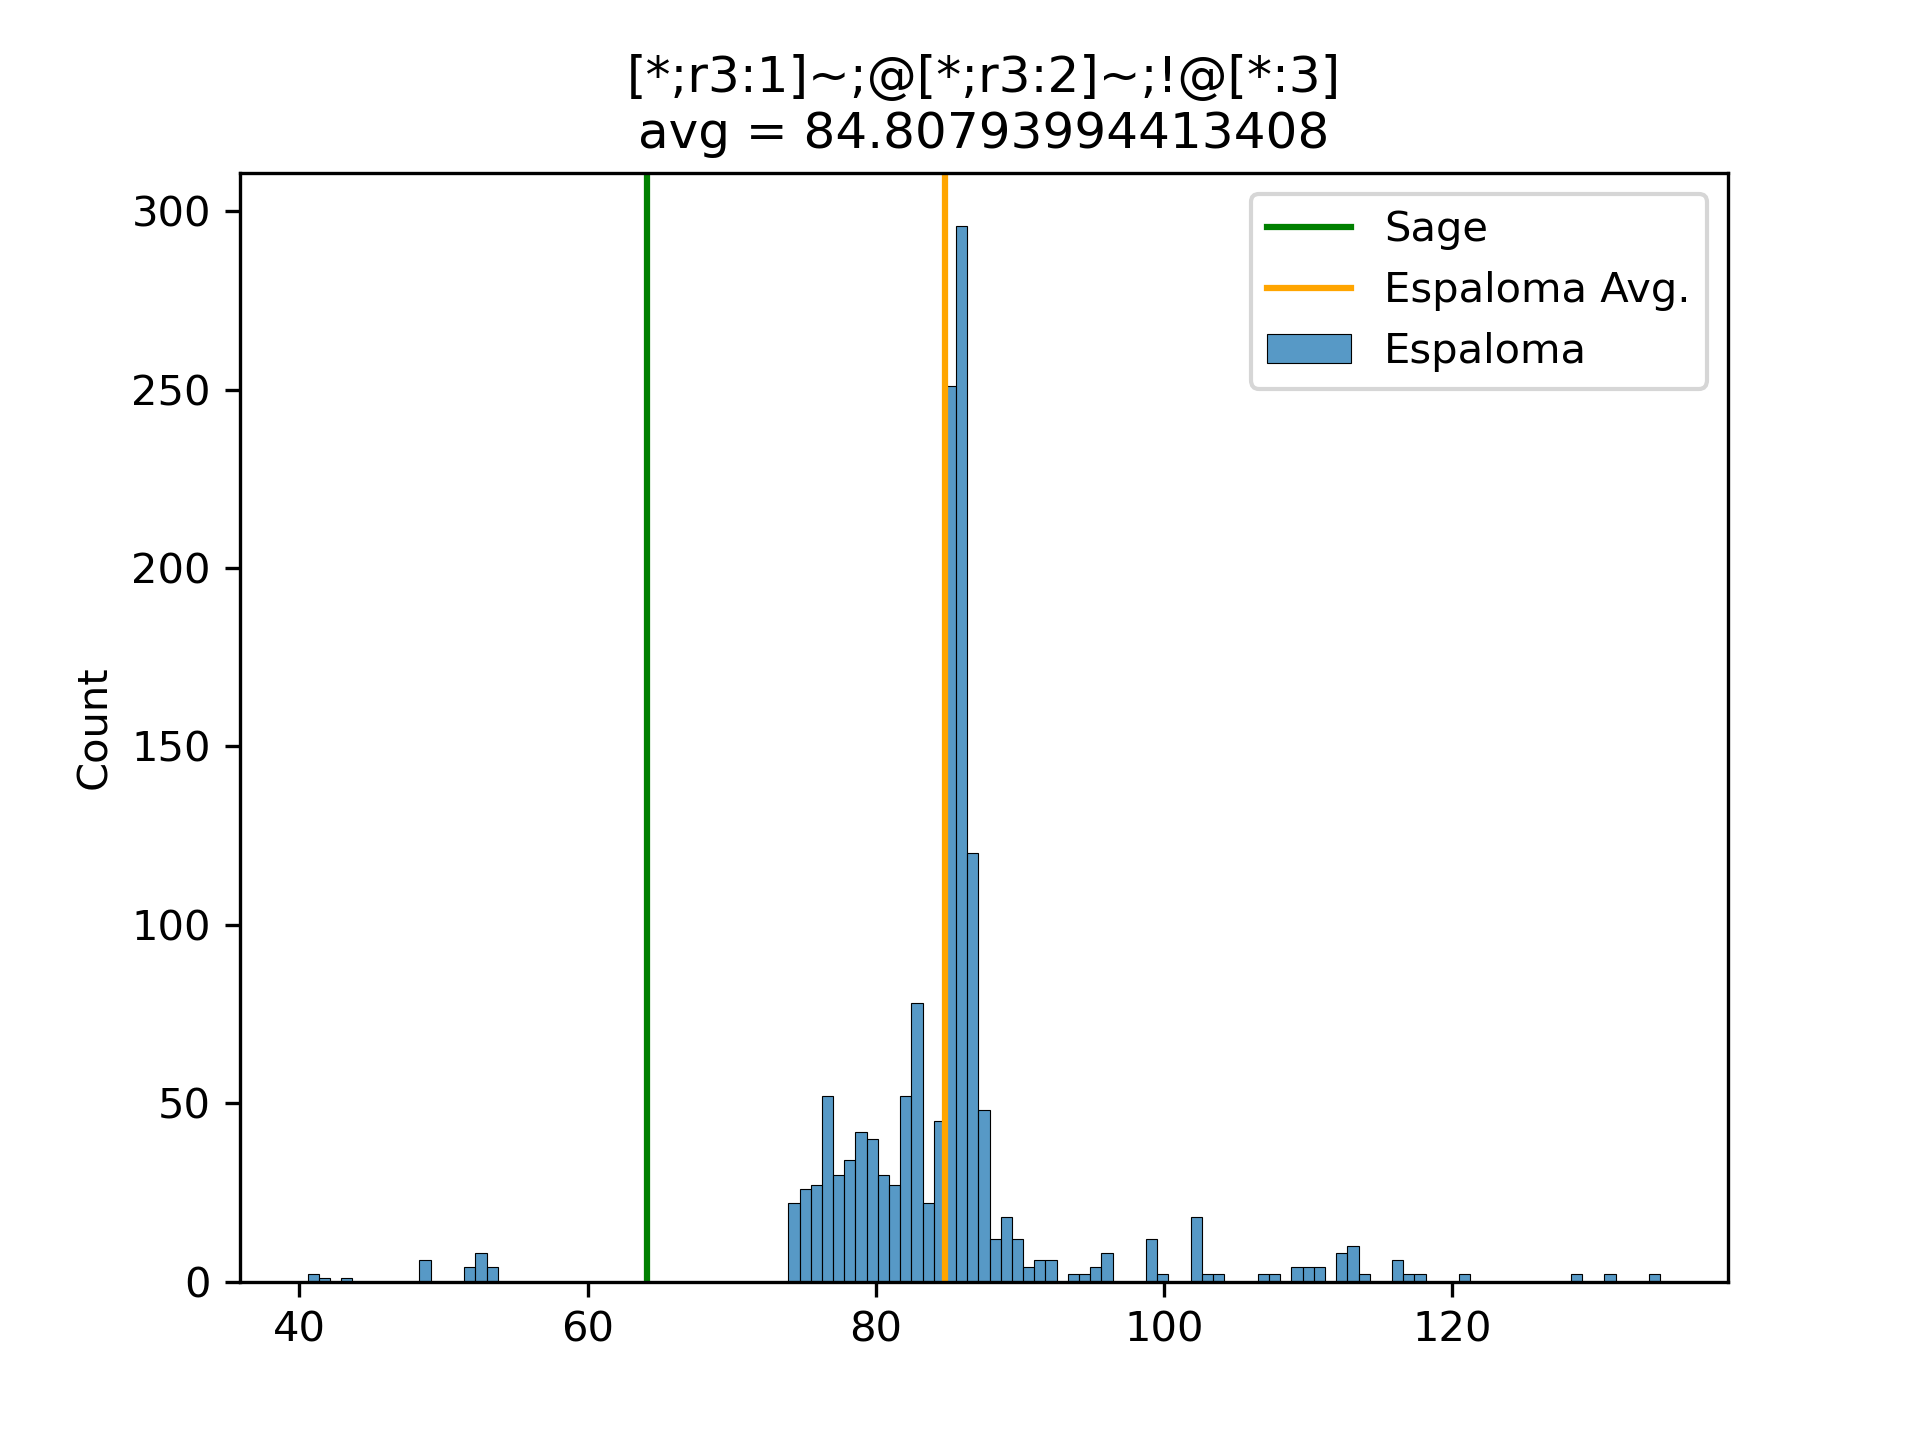 [*;r3:1]~;@[*;r3:2]~;!@[*:3]
avg = 84.80793994413408
Sage
Espaloma Avg.
Espaloma
Count
300
250
200
150
100
50
0
40 60 80 100 120